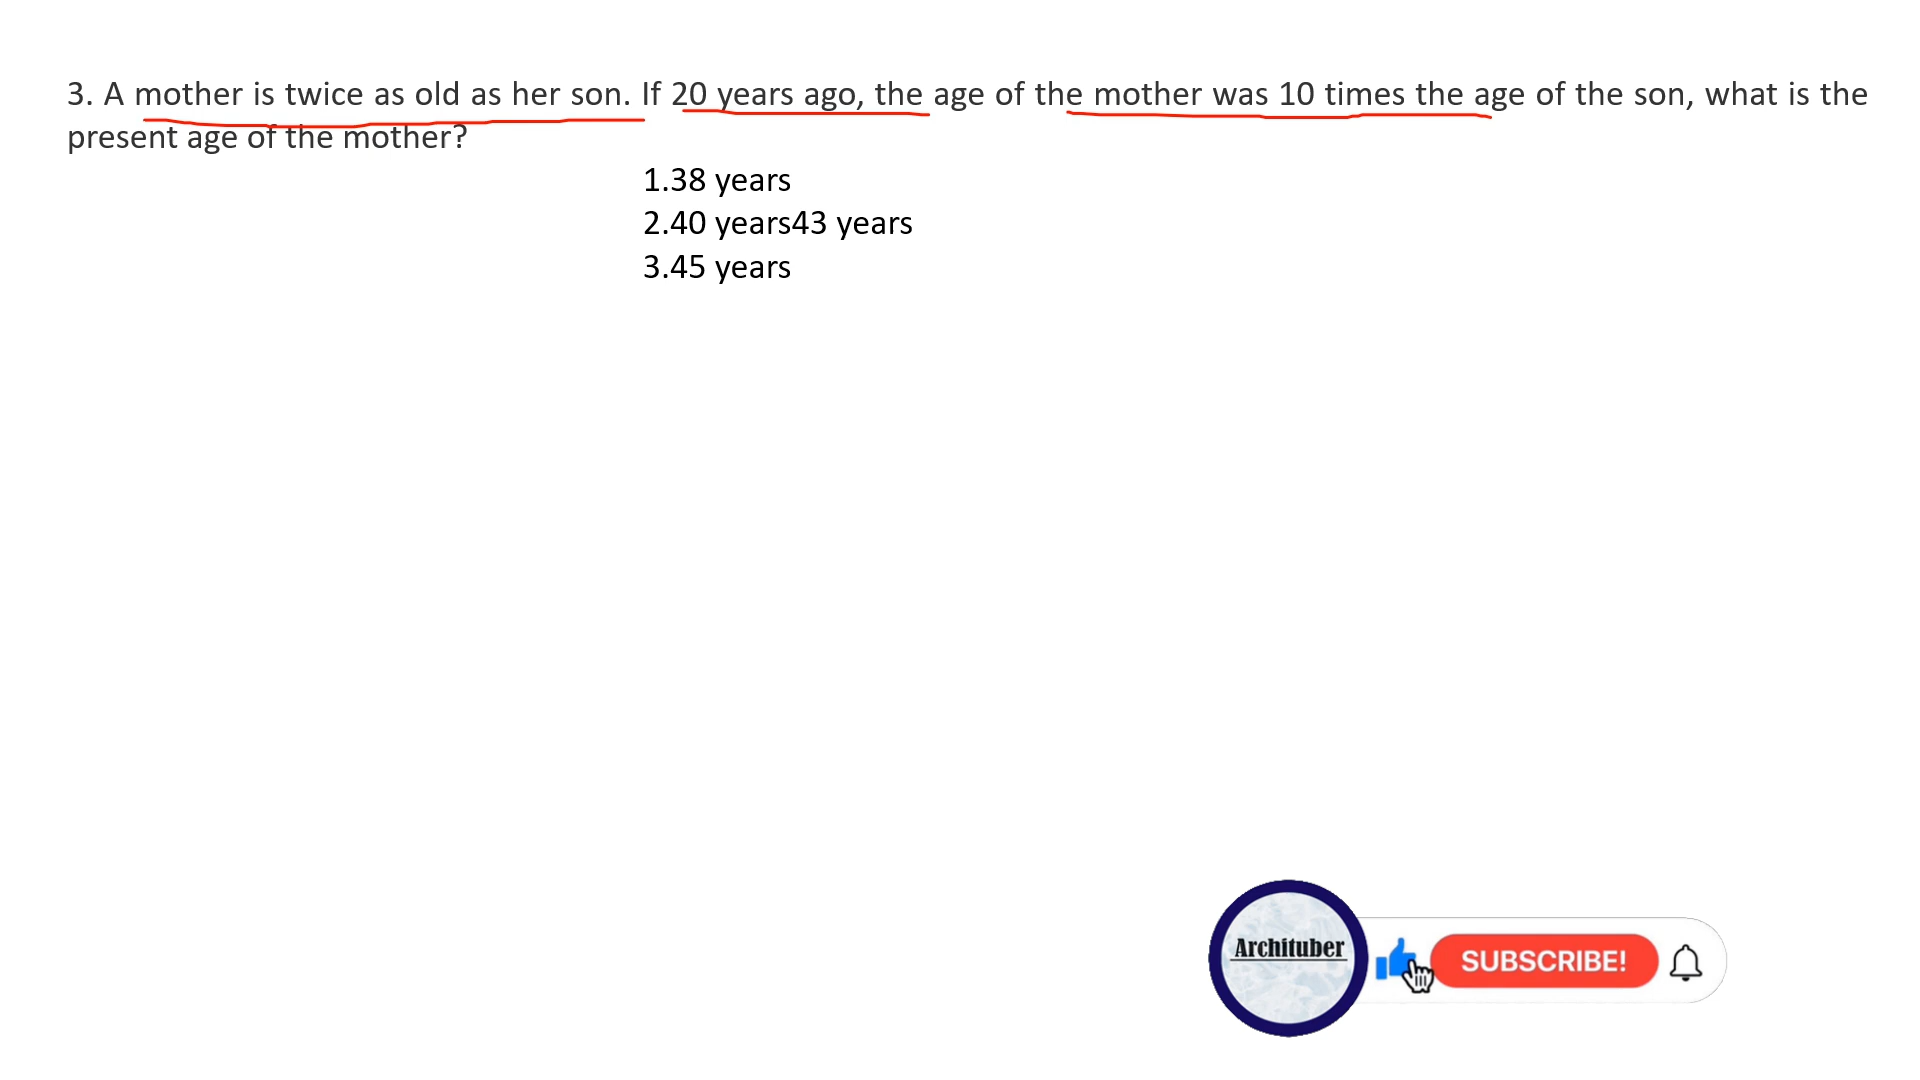 3. A mother is twice as old as her son. If 20 years ago, the age of the mother was 10 times the age of the son, what is the
present age of the mother?
1.38 years
2.40 years43 years
3.45 years
Archituber
SUBSCRIBE!